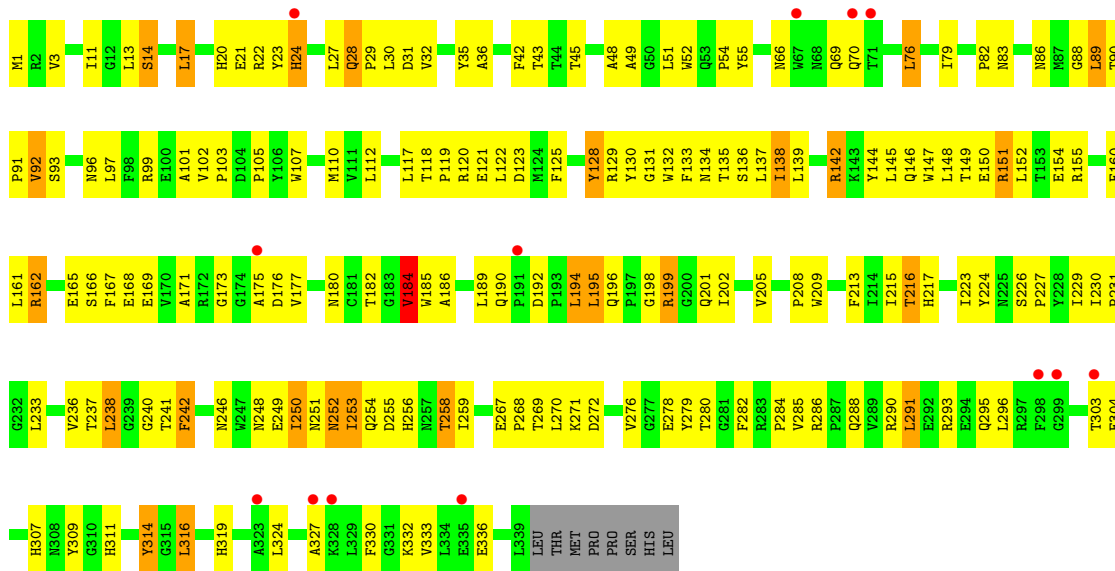 M1 R2 V3 I11 G12 L13 S14 L17 H20 E21 R22 Y23 H24 L27 Q28 P29 L30 D31 V32 Y35 A36 F42 T43 T44 T45 A48 A49 G50 L51 W52 Q53 P54 Y55 N66 W67 N68 Q69 Q70 T71 L76 I79 P82 N83 N86 M87 G88 L89 T90
P91 V92 S93 N96 L97 F98 R99 E100 A101 V102 P103 D104 P105 Y106 W107 M110 V111 L112 L117 T118 P119 R120 E121 L122 D123 M124 F125 Y128 R129 Y130 G131 W132 F133 N134 T135 S136 L137 I138 L139 R142 K143 Y144 L145 Q146 W147 L148 T149 E150 R151 L152 T153 E154 R155
L161 R162 E165 S166 F167 E168 E169 V170 A171 R172 G173 G174 A175 D176 V177 N180 C181 T182 G183 V184 W185 A186 L189 Q190 P191 D192 P193 L194 L195 Q196 P197 G198 R199 G200 Q201 I202 V205 P208 W209 F213 I214 I215 T216 H217 I223 Y224 N225 S226 P227 Y228 I229 I230
G232 L233 V236 T237 L238 G239 G240 T241 F242 N246 W247 N248 E249 I250 N251 N252 I253 Q254 D255 H256 N257 T258 I259 E267 P268 T269 L270 K271 D272 V276 G277 E278 Y279 T280 G281 F282 R283 P284 V285 R286 P287 Q288 V289 R290 L291 E292 R293 E294 Q295 L296 R297 F298 G299 T303
H307 N308 Y309 G310 H311 Y314 G315 L316 H319 A323 L324 A327 K328 L329 F330 G331 K332 V333 L334 E335 E336 L339 LEU THR MET PRO PRO SER HIS LEU